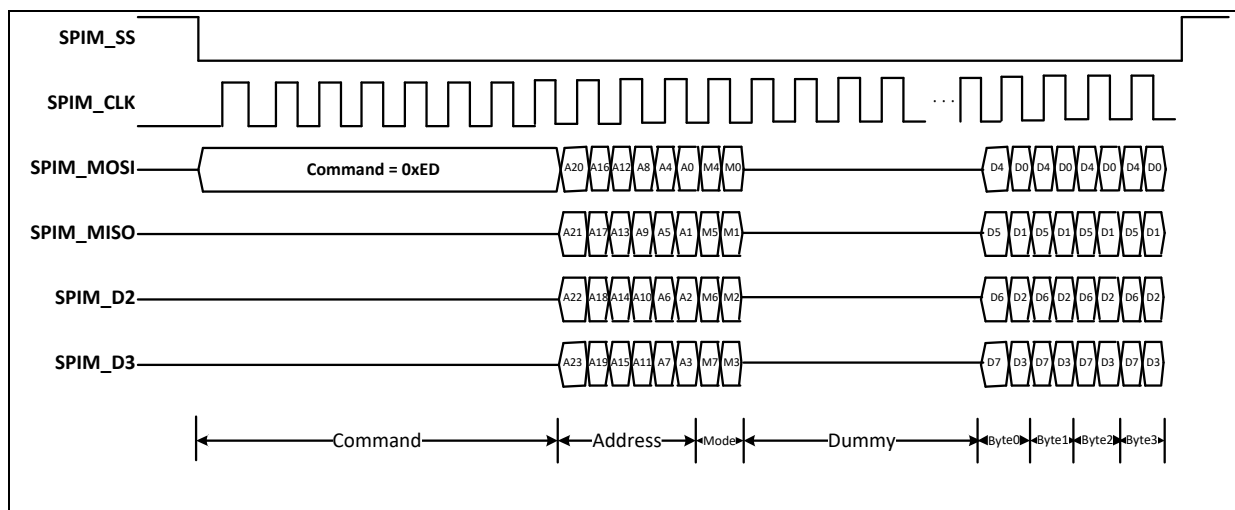 SPIM_SS
SPIM_CLK
...
SPIM_MOSI
Command = 0xED
A20 A16 A12 A8 A4 A0 M4 M0
D4 D0 D4 D0 D4 D0 D4 D0
SPIM_MISO
A21 A17 A13 A9 A5 A1 M5 M1
D5 D1 D5 D1 D5 D1 D5 D1
SPIM_D2
A22 A18 A14 A10 A6 A2 M6 M2
D6 D2 D6 D2 D6 D2 D6 D2
SPIM_D3
A23 A19 A15 A11 A7 A3 M7 M3
D7 D3 D7 D3 D7 D3 D7 D3
Command Address Mode Dummy Byte0 Byte1 Byte2 Byte3